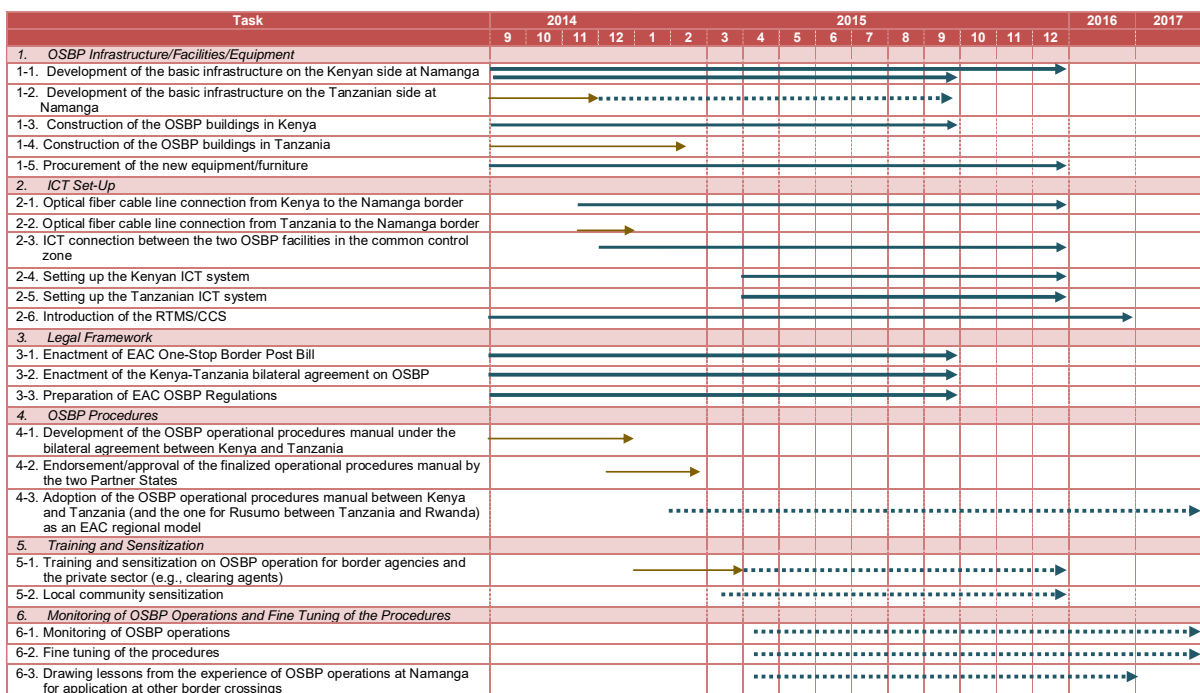 Task 2014 2015 2016 2017
9 10 11 12 1 2 3 4 5 6 7 8 9 10 11 12
1. OSBP Infrastructure/Facilities/Equipment
1-1. Development of the basic infrastructure on the Kenyan side at Namanga
1-2. Development of the basic infrastructure on the Tanzanian side at
Namanga
1-3. Construction of the OSBP buildings in Kenya
1-4. Construction of the OSBP buildings in Tanzania
1-5. Procurement of the new equipment/furniture
2. ICT Set-Up
2-1. Optical fiber cable line connection from Kenya to the Namanga border
2-2. Optical fiber cable line connection from Tanzania to the Namanga border
2-3. ICT connection between the two OSBP facilities in the common control
zone
2-4. Setting up the Kenyan ICT system
2-5. Setting up the Tanzanian ICT system
2-6. Introduction of the RTMS/CCS
3. Legal Framework
3-1. Enactment of EAC One-Stop Border Post Bill
3-2. Enactment of the Kenya-Tanzania bilateral agreement on OSBP
3-3. Preparation of EAC OSBP Regulations
4. OSBP Procedures
4-1. Development of the OSBP operational procedures manual under the
bilateral agreement between Kenya and Tanzania
4-2. Endorsement/approval of the finalized operational procedures manual by
the two Partner States
4-3. Adoption of the OSBP operational procedures manual between Kenya
and Tanzania (and the one for Rusumo between Tanzania and Rwanda)
as an EAC regional model
5. Training and Sensitization
5-1. Training and sensitization on OSBP operation for border agencies and
the private sector (e.g., clearing agents)
5-2. Local community sensitization
6. Monitoring of OSBP Operations and Fine Tuning of the Procedures
6-1. Monitoring of OSBP operations
6-2. Fine tuning of the procedures
6-3. Drawing lessons from the experience of OSBP operations at Namanga
for application at other border crossings